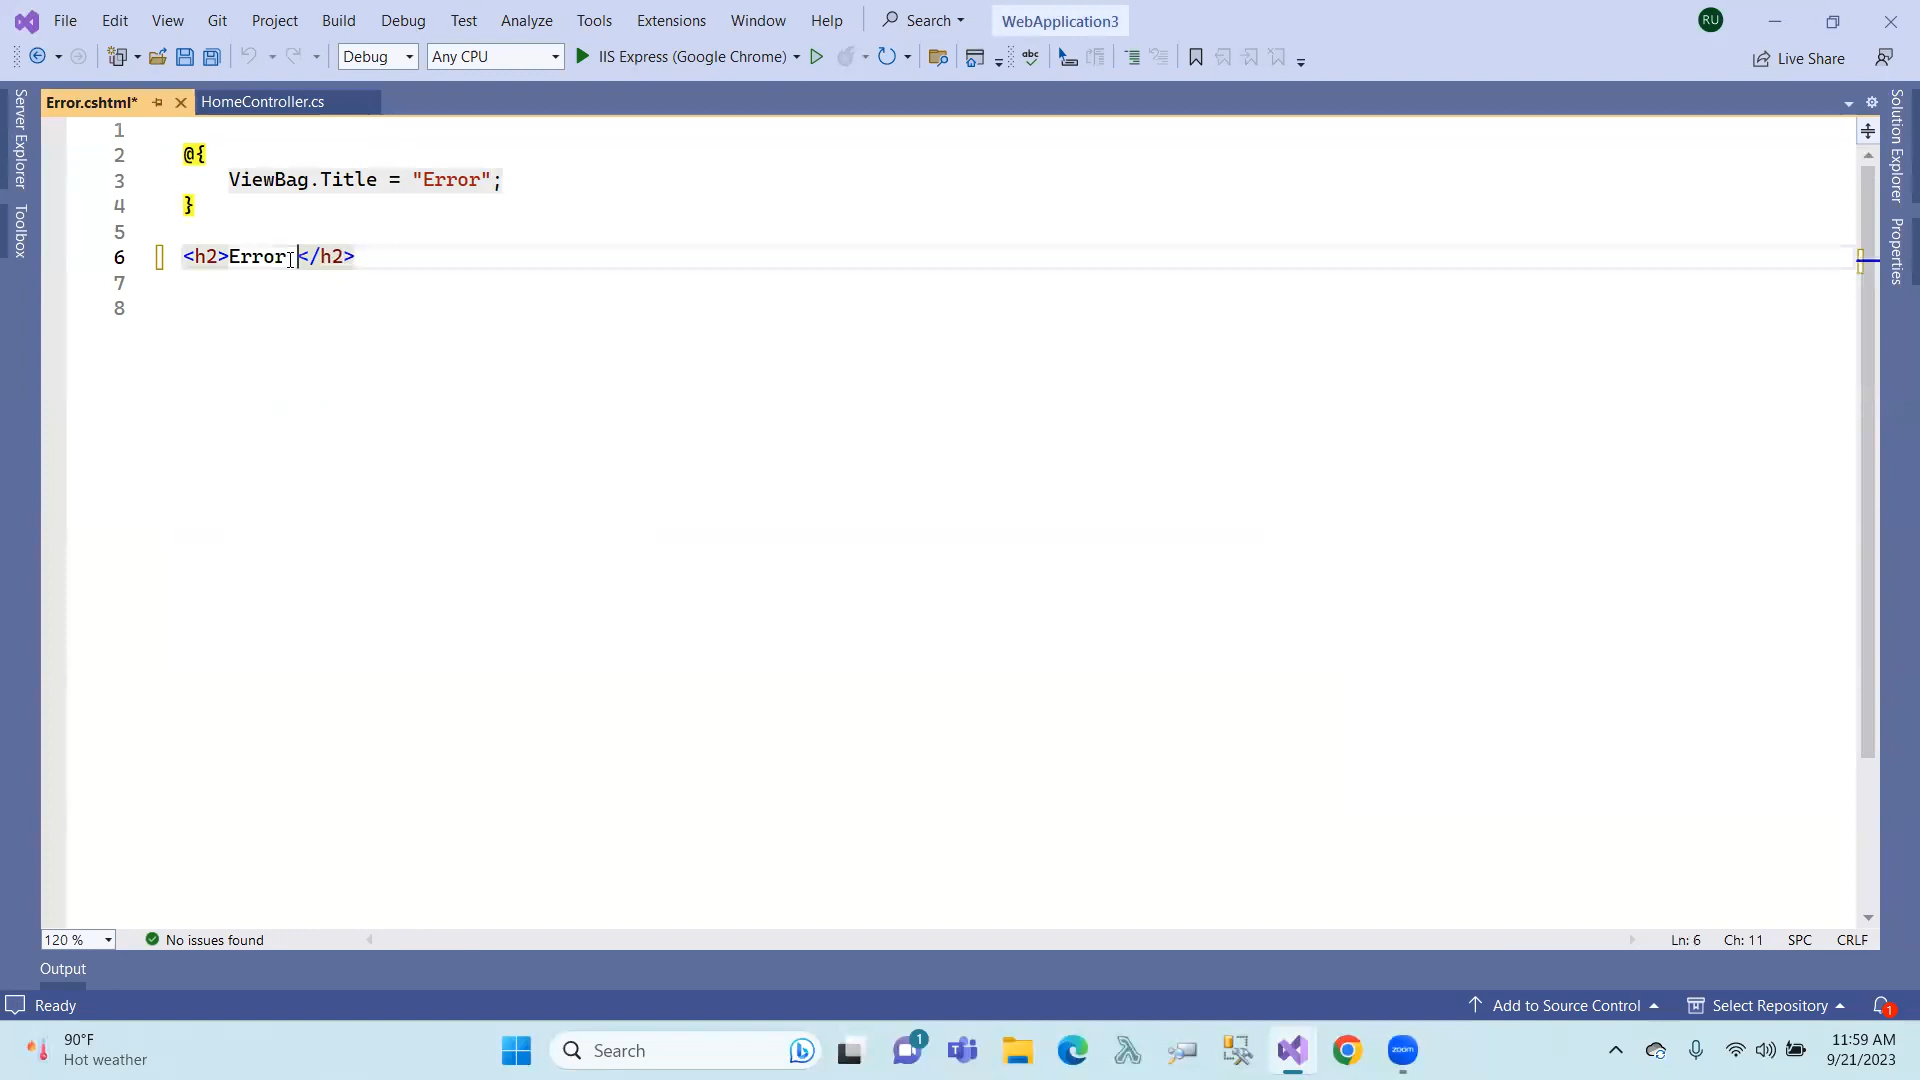 File Edit View Git Project Build Debug Test Analyze Tools Extensions Window Help Search WebApplication3 RU
Debug Any CPU IIS Express (Google Chrome) abc Live Share
Server Explorer
Toolbox
Error.cshtml* HomeController.cs
Solution Explorer
Properties
1
2 @{
3 ViewBag.Title = "Error";
4 }
5
6 <h2>Error </h2>
7
8
120 % No issues found Ln: 6 Ch: 11 SPC CRLF
Output
Ready Add to Source Control Select Repository 1
90°F
Hot weather
Search
1
zoom
11:59 AM
9/21/2023